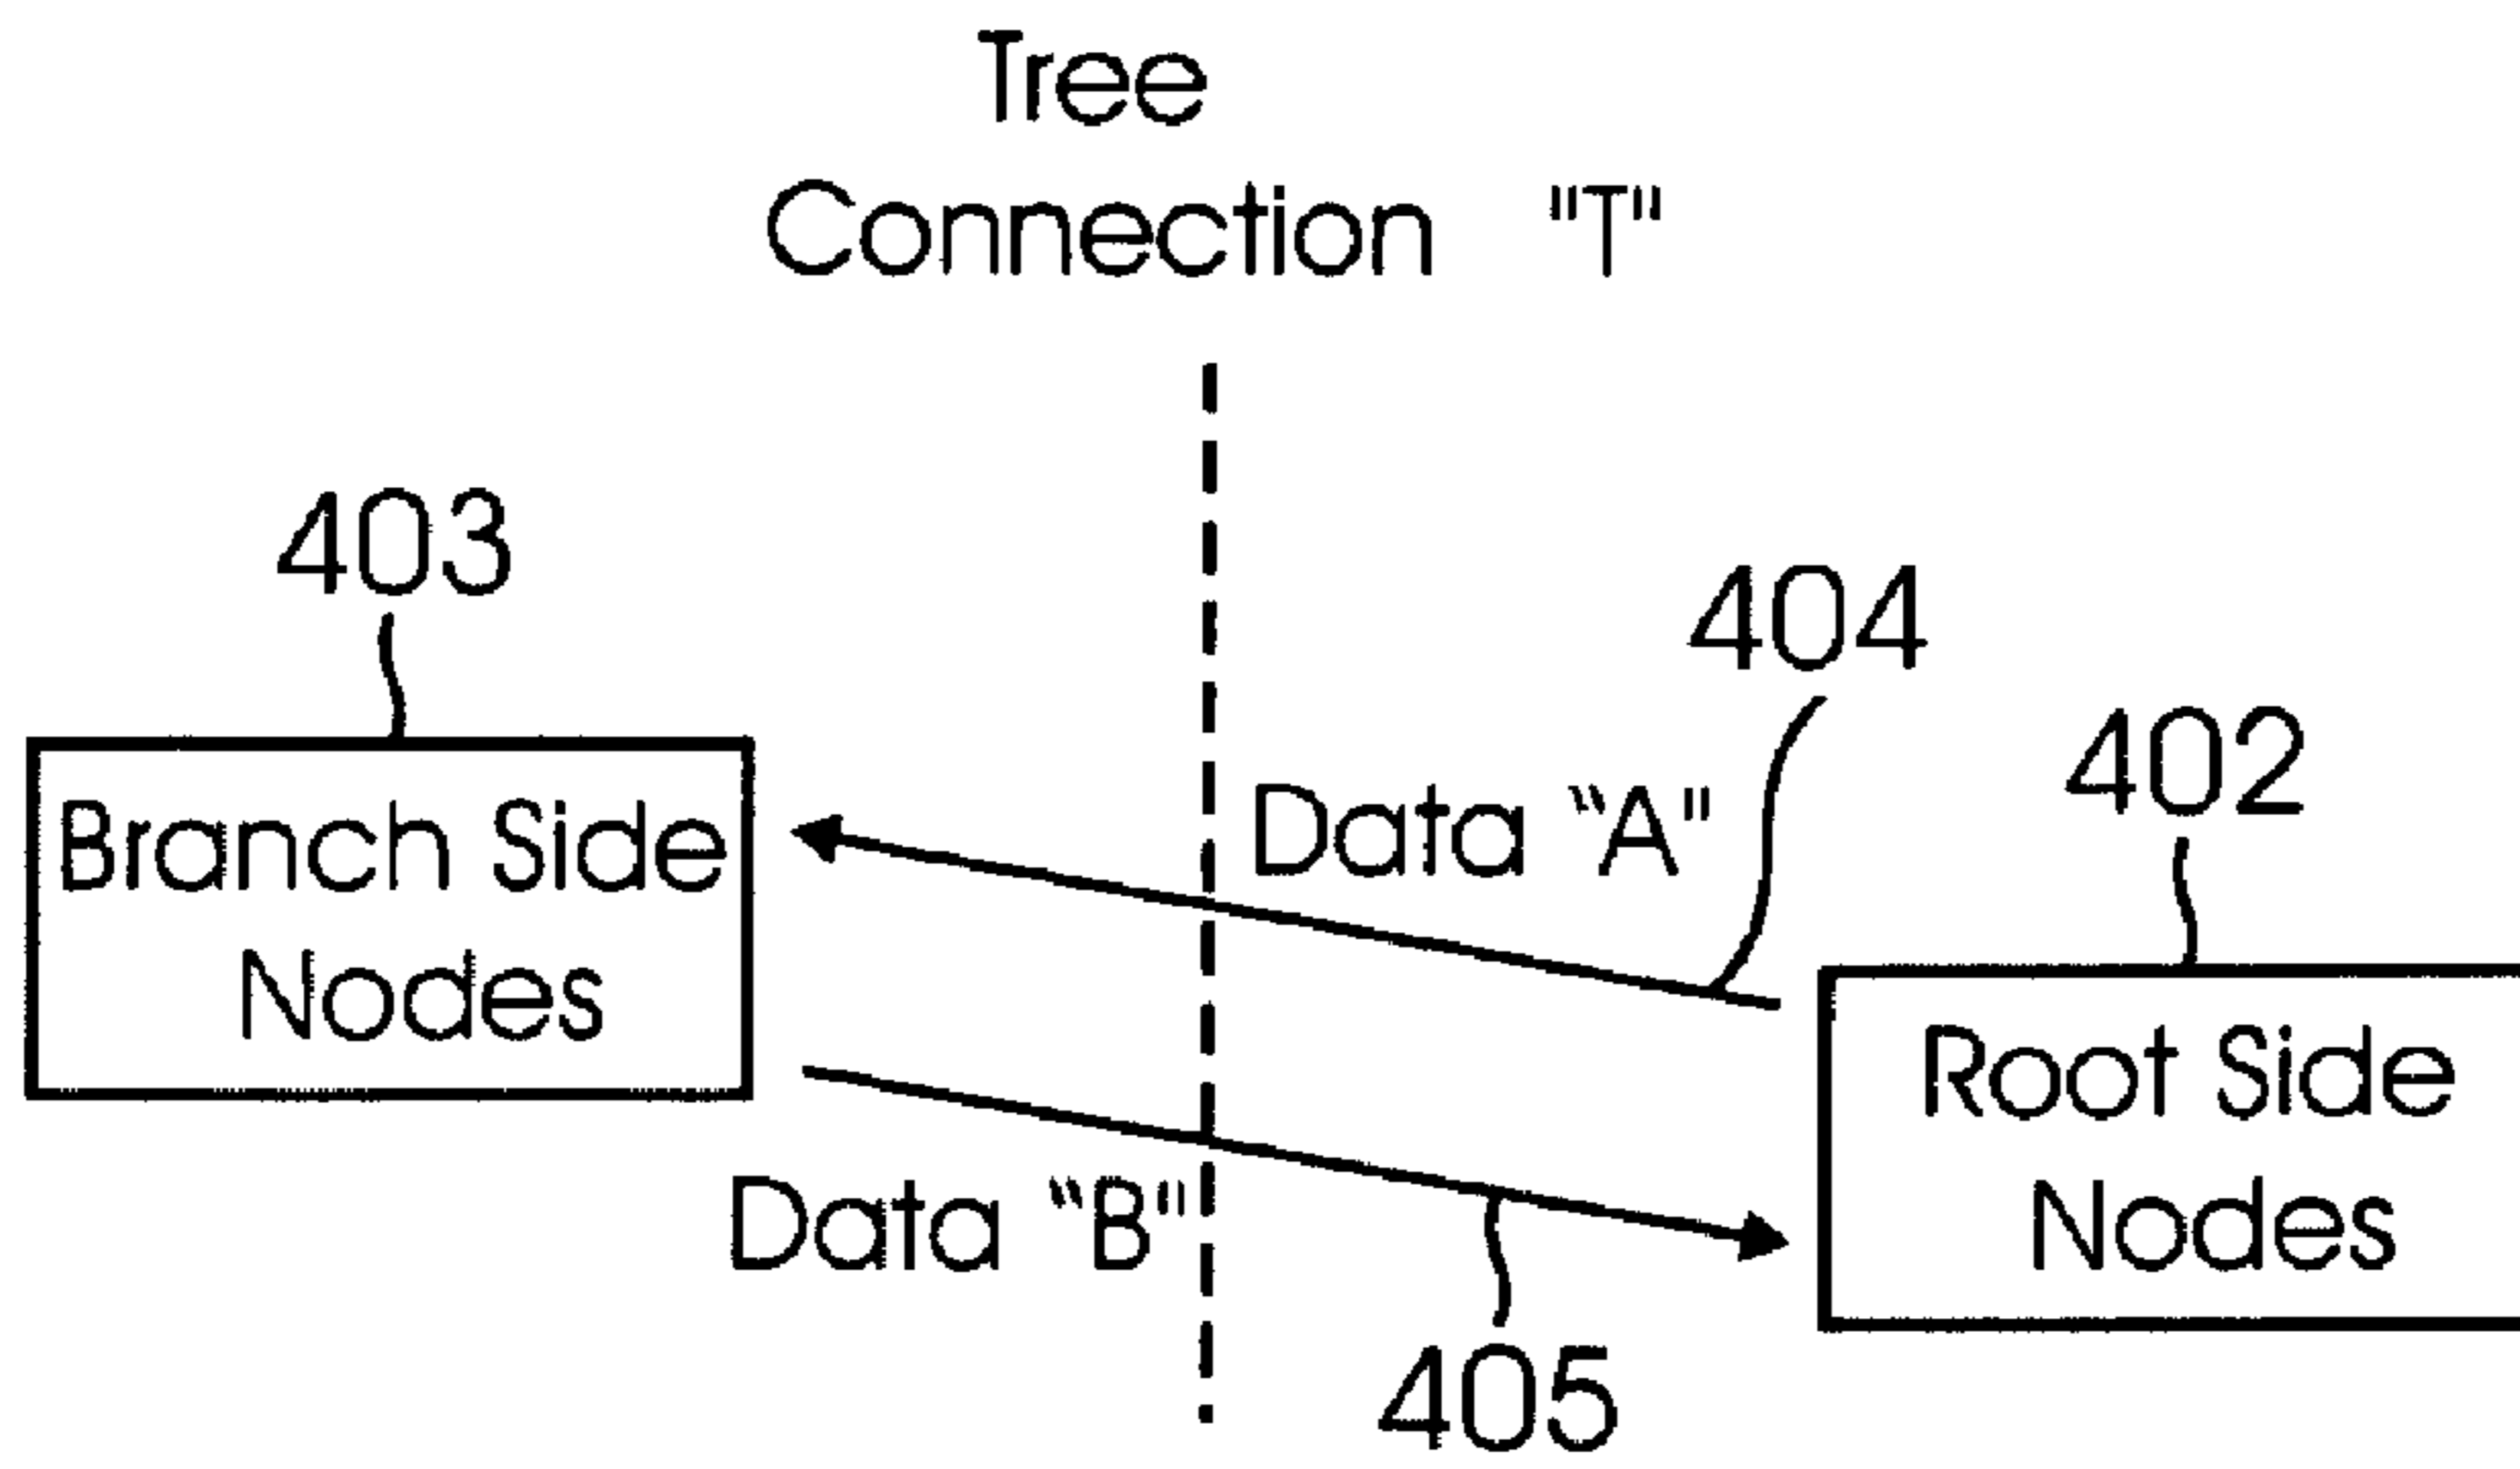 Tree
Connection "T"
403
404
402
Branch Side
Nodes
Data "A"
Root Side
Nodes
Data "B"
405